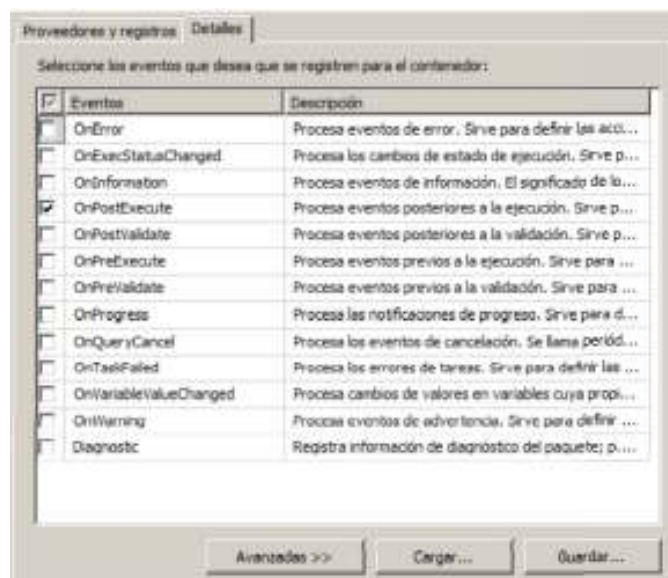 Proveedores y registros Detalles
Seleccione los eventos que desea que se registren para el contenedor:
Eventos Descripción
OnError Procesa eventos de error. Sirve para definir las acci...
OnExecStatusChanged Procesa los cambios de estado de ejecución. Sirve p...
OnInformation Procesa eventos de información. El significado de lo...
OnPostExecute Procesa eventos posteriores a la ejecución. Sirve p...
OnPostValidate Procesa eventos posteriores a la validación. Sirve p...
OnPreExecute Procesa eventos previos a la ejecución. Sirve para ...
OnPreValidate Procesa eventos previos a la validación. Sirve para ...
OnProgress Procesa las notificaciones de progreso. Sirve para d...
OnQueryCancel Procesa los eventos de cancelación. Se llama periód...
OnTaskFailed Procesa los errores de tareas. Sirve para definir las ...
OnVariableValueChanged Procesa cambios de valores en variables cuya propi...
OnWarning Procesa eventos de advertencia. Sirve para definir ...
Diagnostic Registra información de diagnóstico del paquete; p....
Avanzadas >> Cargar... Guardar...